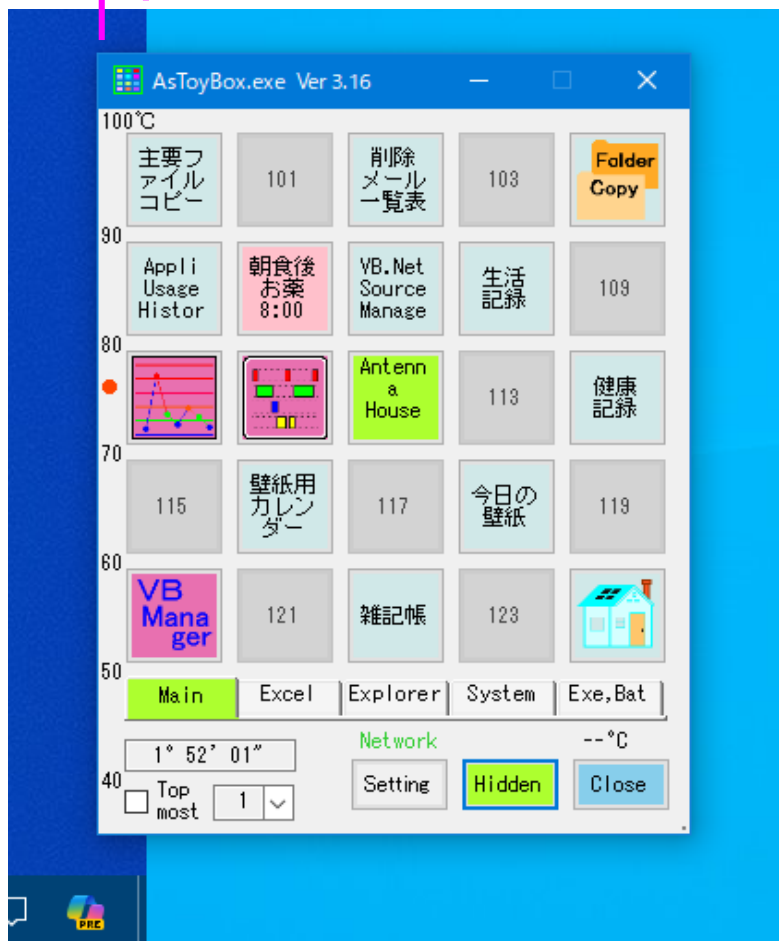 AsToyBox.exe Ver 3.16
100℃
主要フ
ァイル
コピー
101
削除
メール
一覧表
103
Folder
Copy
90
Appli
Usage
Histor
朝食後
お薬
8:00
VB.Net
Source
Manage
生活
記録
109
80
Antenn
a
House
113
健康
記録
70
115
壁紙用
カレン
ダー
117
今日の
壁紙
119
60
VB
Mana
ger
121
雑記帳
123
50
Main
Excel
Explorer
System
Exe,Bat
1° 52’ 01”
Network
--°C
40
Top
most
1
Setting
Hidden
Close
PRE